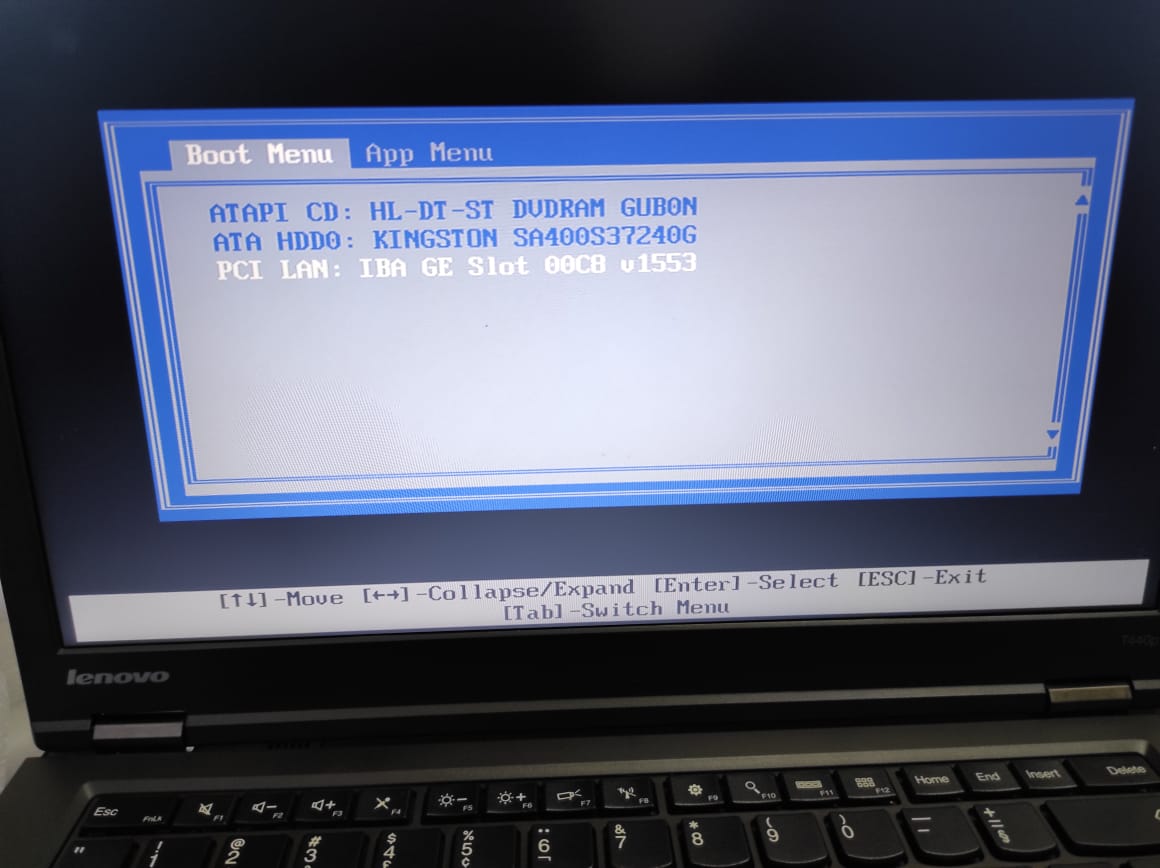 Boot Menu App Menu
ATAPI CD: HL-DT-ST DVDRAM GUB0N
ATA HDD0: KINGSTON SA400S37240G
PCI LAN: IBA GE Slot 00C8 v1553
[↑↓]-Move [←→]-Collapse/Expand [Enter]-Select [ESC]-Exit
[Tab]-Switch Menu
T440p
lenovo
Esc FnLk F1 F2 F3 F4 F5 F6 F7 F8 F9 F10 F11 F12 Home End Insert Delete
" ! @ 2 # 3 $ 4 % 5 6 & 7 * 8 ( 9 ) 0 + =